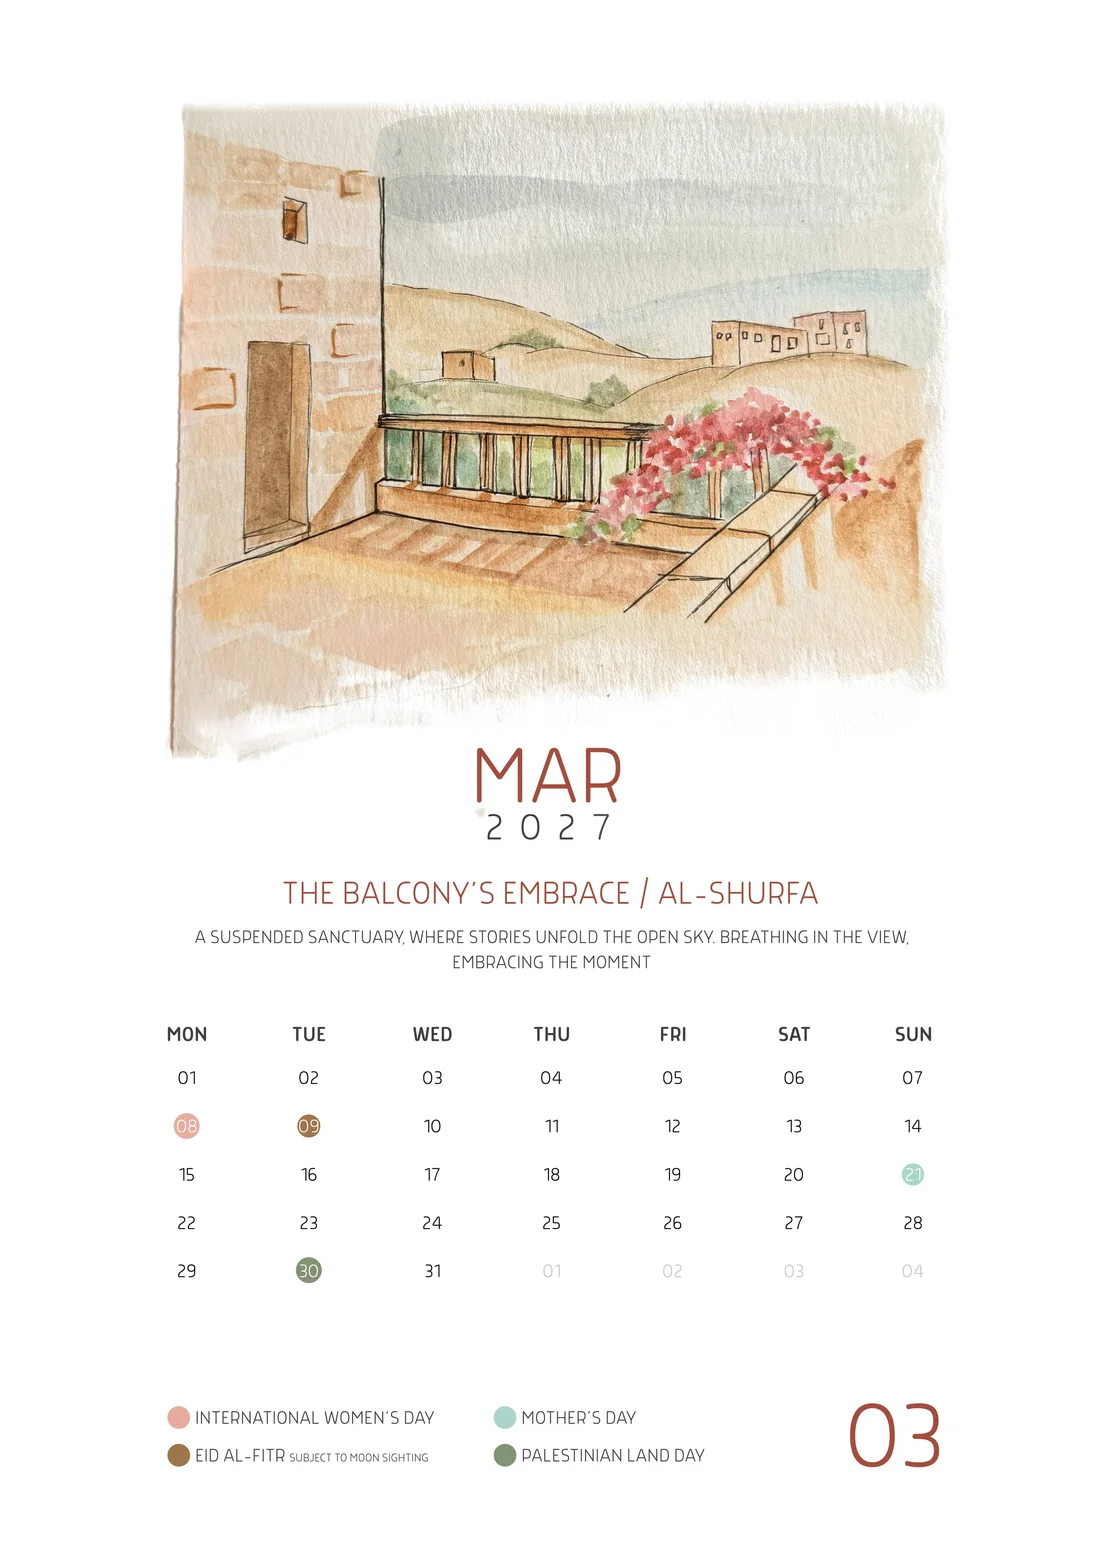 MAR
2027
THE BALCONY'S EMBRACE / AL-SHURFA
A SUSPENDED SANCTUARY, WHERE STORIES UNFOLD THE OPEN SKY. BREATHING IN THE VIEW,
EMBRACING THE MOMENT
MON TUE WED THU FRI SAT SUN
01 02 03 04 05 06 07
08 09 10 11 12 13 14
15 16 17 18 19 20 21
22 23 24 25 26 27 28
29 30 31 01 02 03 04
INTERNATIONAL WOMEN'S DAY
EID AL-FITR SUBJECT TO MOON SIGHTING
MOTHER'S DAY
PALESTINIAN LAND DAY
03